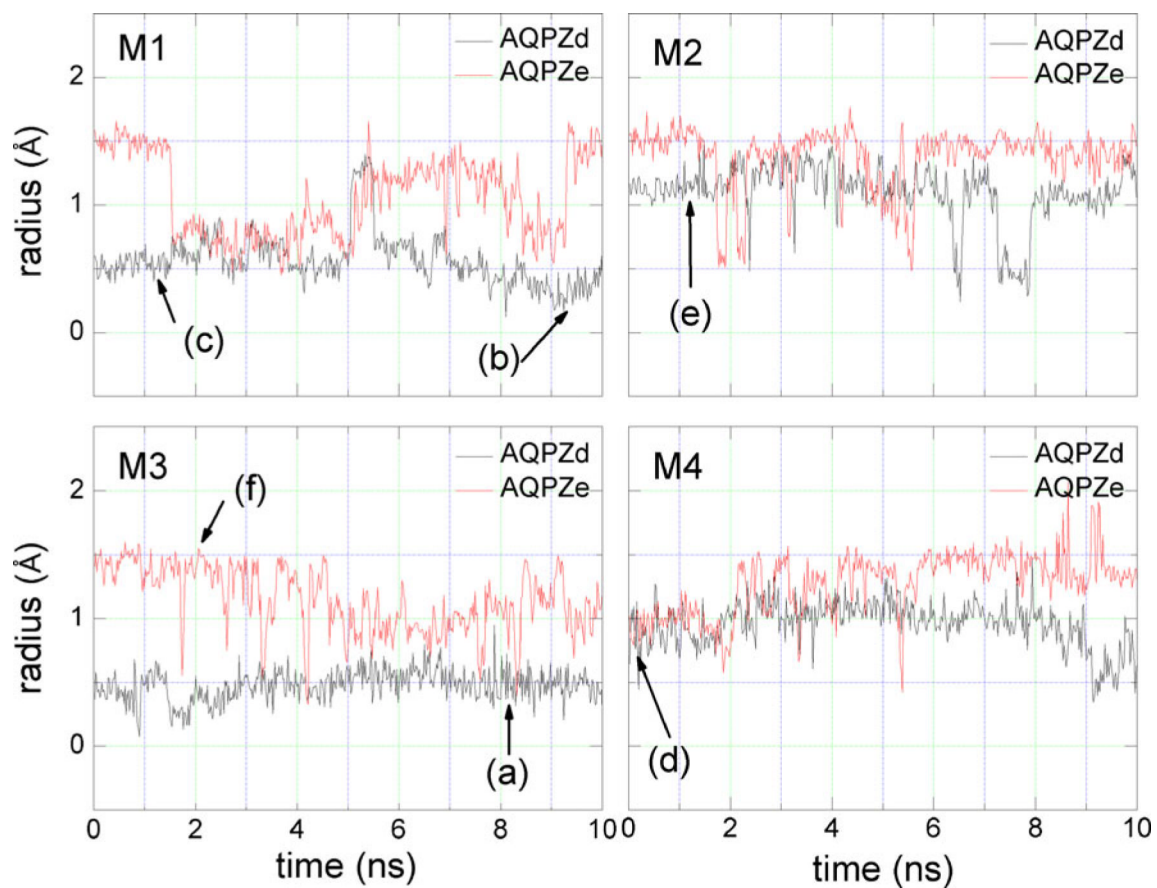 M1
AQPZd
AQPZe
M2
AQPZd
AQPZe
2
1
0
radius (Å)
(c)
(b)
(e)
M3
AQPZd
AQPZe
M4
AQPZd
AQPZe
2
1
0
radius (Å)
(f)
(a)
(d)
0 2 4 6 8 10
0 2 4 6 8 10
time (ns)
time (ns)